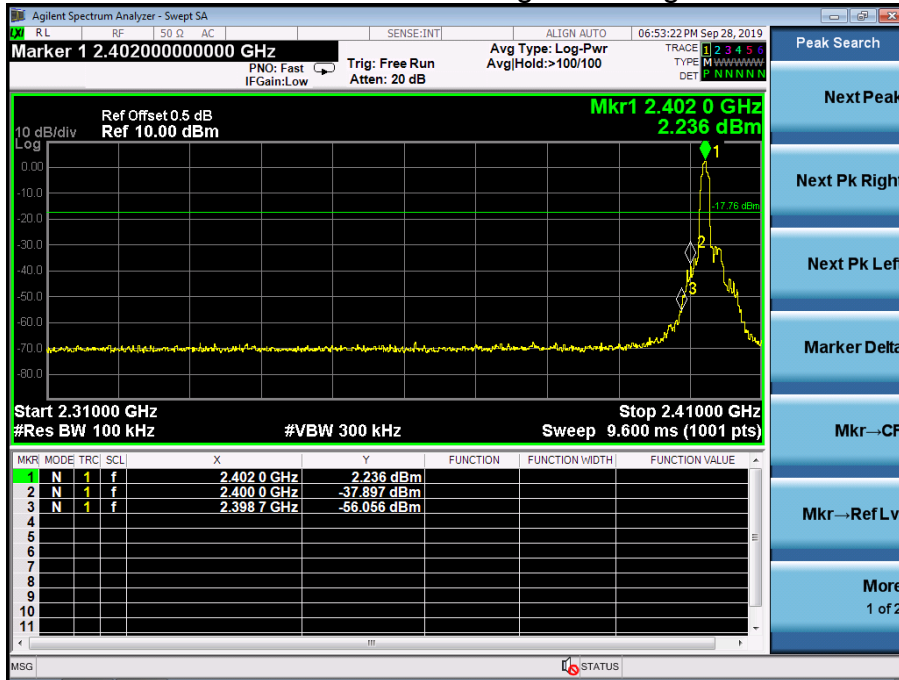 Agilent Spectrum Analyzer - Swept SA
LXI RL RF 50 Ω AC SENSE:INT ALIGN AUTO 06:53:22 PM Sep 28, 2019
Marker 1 2.402000000000 GHz
PNO: Fast
IFGain:Low
Trig: Free Run
Atten: 20 dB
Avg Type: Log-Pwr
Avg|Hold:>100/100
TRACE 1 2 3 4 5 6
TYPE M WWWWW
DET P N N N N N
Ref Offset 0.5 dB
Ref 10.00 dBm
10 dB/div
Log
Mkr1 2.402 0 GHz
2.236 dBm
1
0.00
-10.0
-17.76 dBm
-20.0
-30.0
2
-40.0
3
-50.0
-60.0
-70.0
-80.0
Start 2.31000 GHz
Stop 2.41000 GHz
#Res BW 100 kHz
#VBW 300 kHz
Sweep 9.600 ms (1001 pts)
MKR MODE TRC SCL X Y FUNCTION FUNCTION WIDTH FUNCTION VALUE
1 N 1 f 2.402 0 GHz 2.236 dBm
2 N 1 f 2.400 0 GHz -37.897 dBm
3 N 1 f 2.398 7 GHz -56.056 dBm
4
5
6
7
8
9
10
11
MSG
STATUS
Peak Search
Next Peak
Next Pk Right
Next Pk Left
Marker Delta
Mkr→CF
Mkr→Ref Lv
More
1 of 2